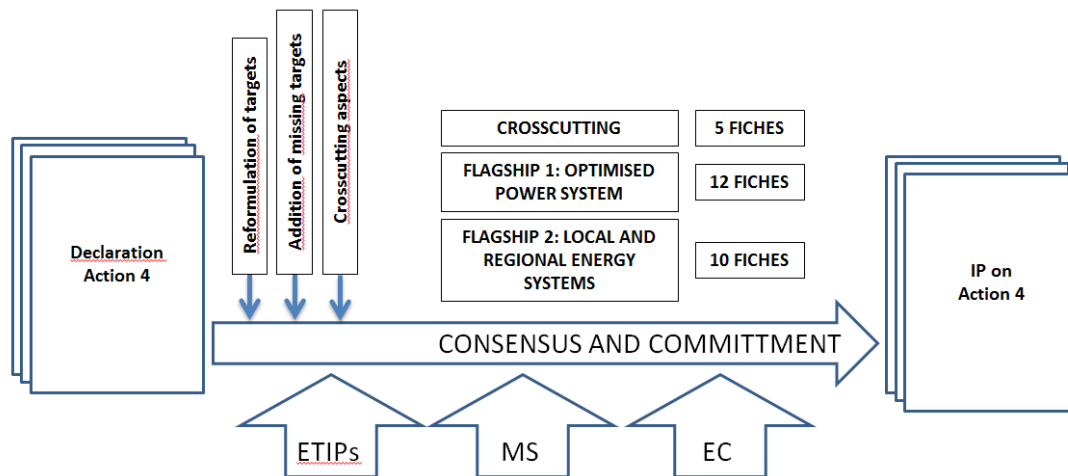 Declaration
Action 4
Reformulation of targets
Addition of missing targets
Crosscutting aspects
CROSSCUTTING
5 FICHES
FLAGSHIP 1: OPTIMISED
POWER SYSTEM
12 FICHES
FLAGSHIP 2: LOCAL AND
REGIONAL ENERGY
SYSTEMS
10 FICHES
CONSENSUS AND COMMITTMENT
ETIPs
MS
EC
IP on
Action 4